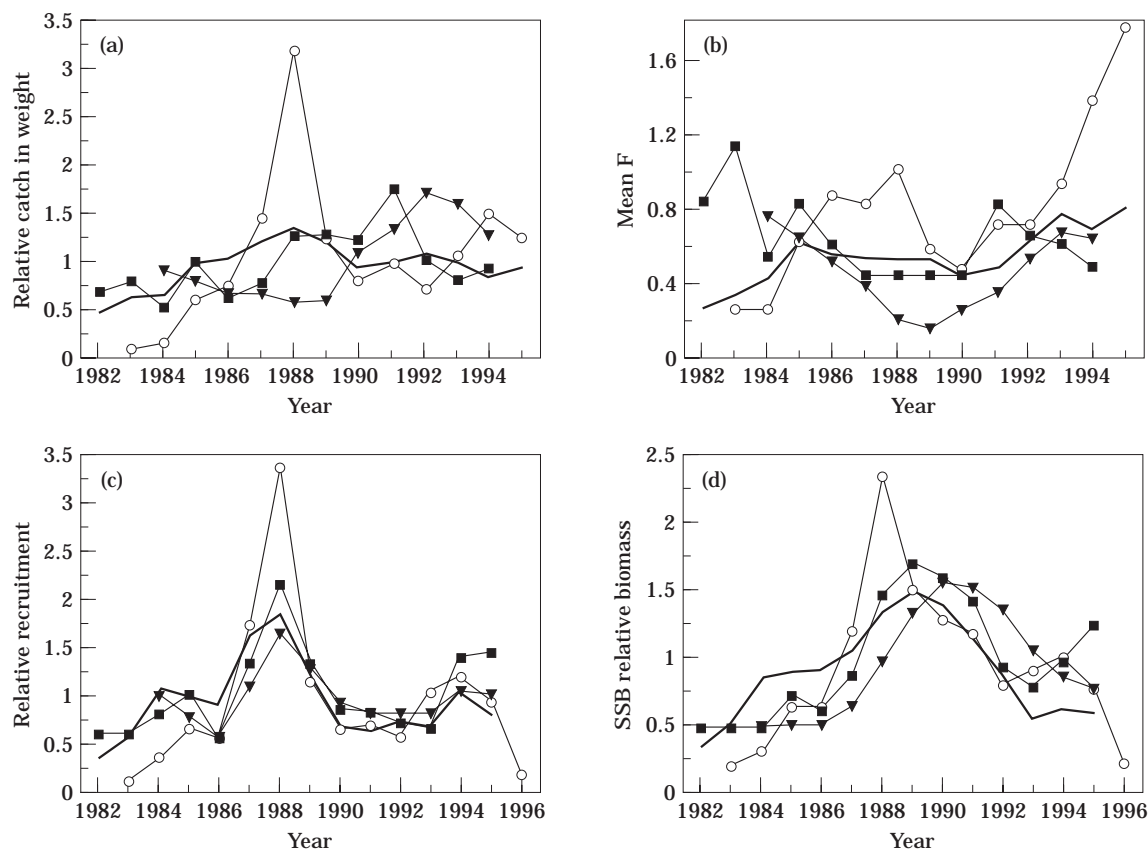 (a)
Relative catch in weight
3.5
3
2.5
2
1.5
1
0.5
0
1982 1984 1986 1988 1990 1992 1994
Year
(b)
Mean F
1.6
1.2
0.8
0.4
0
1982 1984 1986 1988 1990 1992 1994
Year
(c)
Relative recruitment
3.5
3
2.5
2
1.5
1
0.5
0
1982 1984 1986 1988 1990 1992 1994 1996
Year
(d)
SSB relative biomass
2.5
2
1.5
1
0.5
0
1982 1984 1986 1988 1990 1992 1994 1996
Year